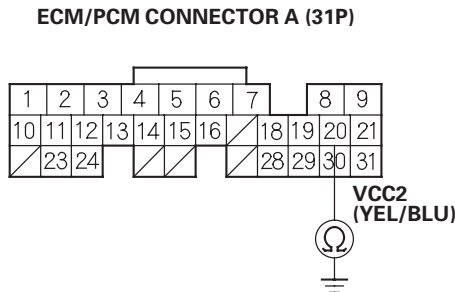 ECM/PCM CONNECTOR A (31P)
1 2 3 4 5 6 7 8 9
10 11 12 13 14 15 16 18 19 20 21
23 24 28 29 30 31
VCC2
(YEL/BLU)
Ω